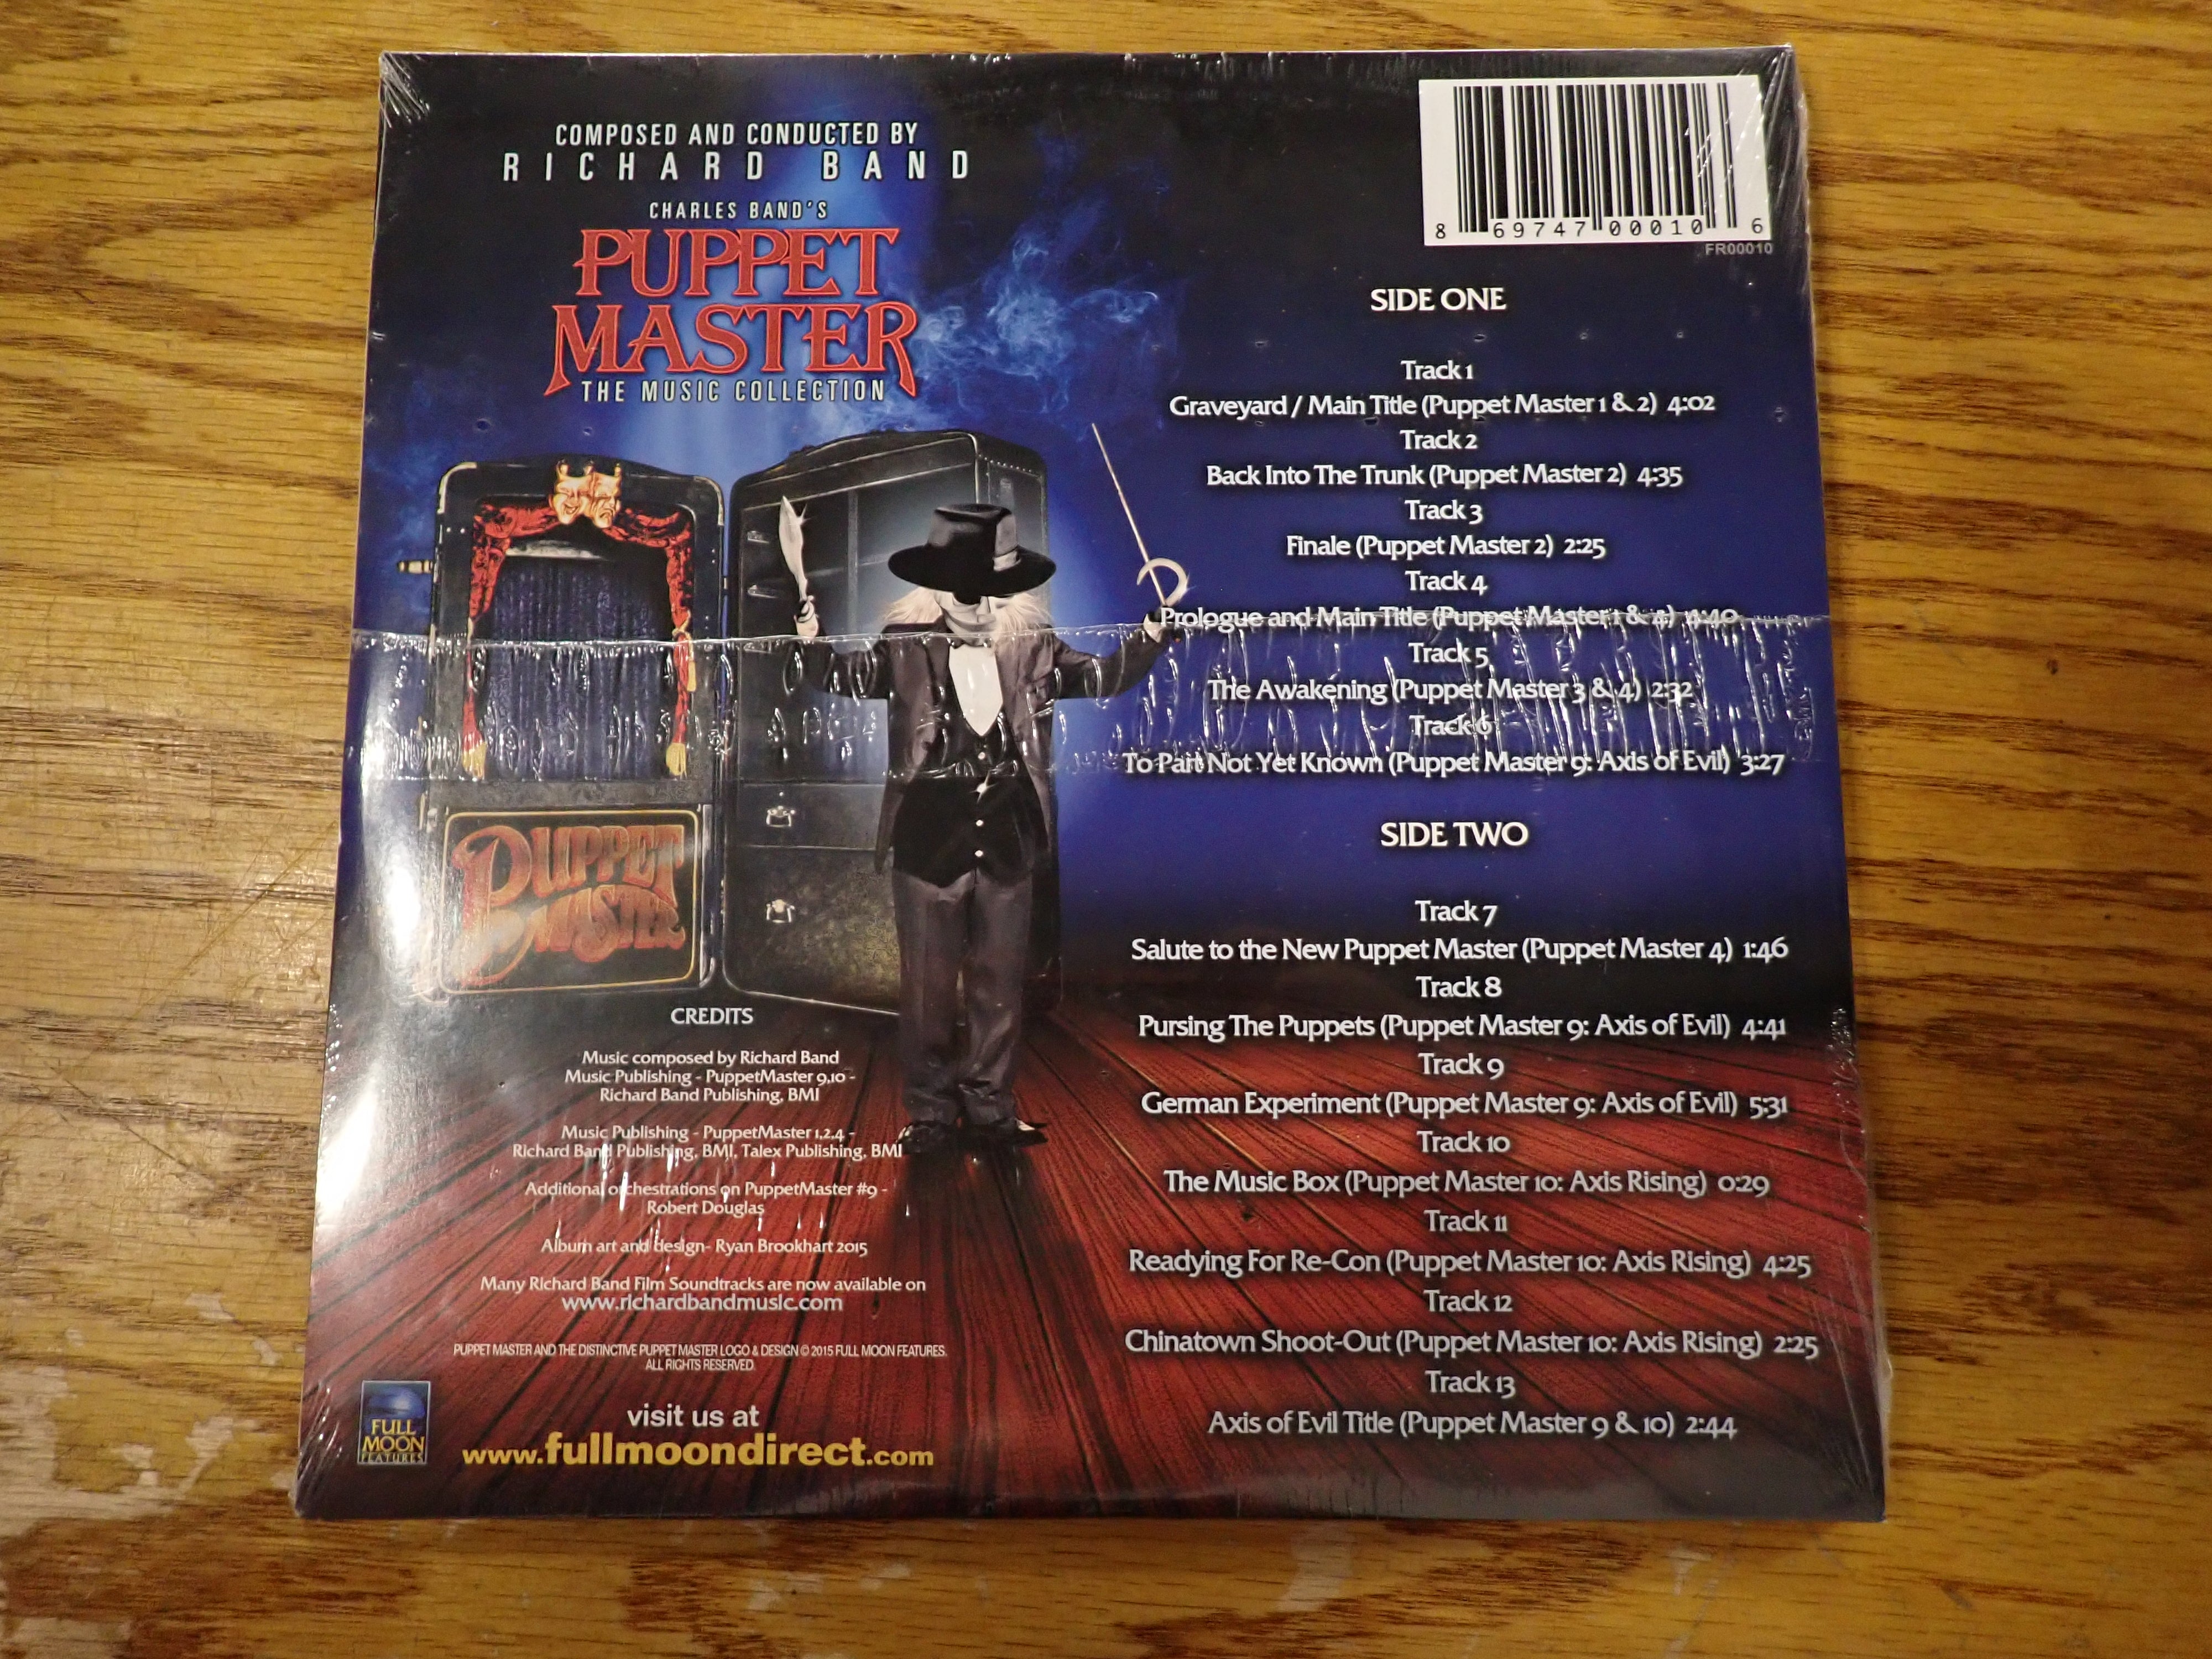 COMPOSED AND CONDUCTED BY
RICHARD BAND
CHARLES BAND'S
PUPPET
MASTER
THE MUSIC COLLECTION
PUPPET
MASTER
CREDITS
Music composed by Richard Band
Music Publishing - PuppetMaster 9,10 -
Richard Band Publishing, BMI
Music Publishing - PuppetMaster 1,2,4 -
Richard Band Publishing, BMI, Talex Publishing, BMI
Additional orchestrations on PuppetMaster #9 -
Robert Douglas
Album art and design- Ryan Brookhart 2015
Many Richard Band Film Soundtracks are now available on
www.richardbandmusic.com
PUPPET MASTER AND THE DISTINCTIVE PUPPET MASTER LOGO & DESIGN © 2015 FULL MOON FEATURES.
ALL RIGHTS RESERVED.
FULL
MOON
FEATURES
visit us at
www.fullmoondirect.com
8 69747 00010 6
FR00010
SIDE ONE
Track 1
Graveyard / Main Title (Puppet Master 1 & 2) 4:02
Track 2
Back Into The Trunk (Puppet Master 2) 4:35
Track 3
Finale (Puppet Master 2) 2:25
Track 4
Prologue and Main Title (Puppet Master 1 & 4) 4:40
Track 5
The Awakening (Puppet Master 3 & 4) 2:32
Track 6
To Part Not Yet Known (Puppet Master 9: Axis of Evil) 3:27
SIDE TWO
Track 7
Salute to the New Puppet Master (Puppet Master 4) 1:46
Track 8
Pursing The Puppets (Puppet Master 9: Axis of Evil) 4:41
Track 9
German Experiment (Puppet Master 9: Axis of Evil) 5:31
Track 10
The Music Box (Puppet Master 10: Axis Rising) 0:29
Track 11
Readying For Re-Con (Puppet Master 10: Axis Rising) 4:25
Track 12
Chinatown Shoot-Out (Puppet Master 10: Axis Rising) 2:25
Track 13
Axis of Evil Title (Puppet Master 9 & 10) 2:44